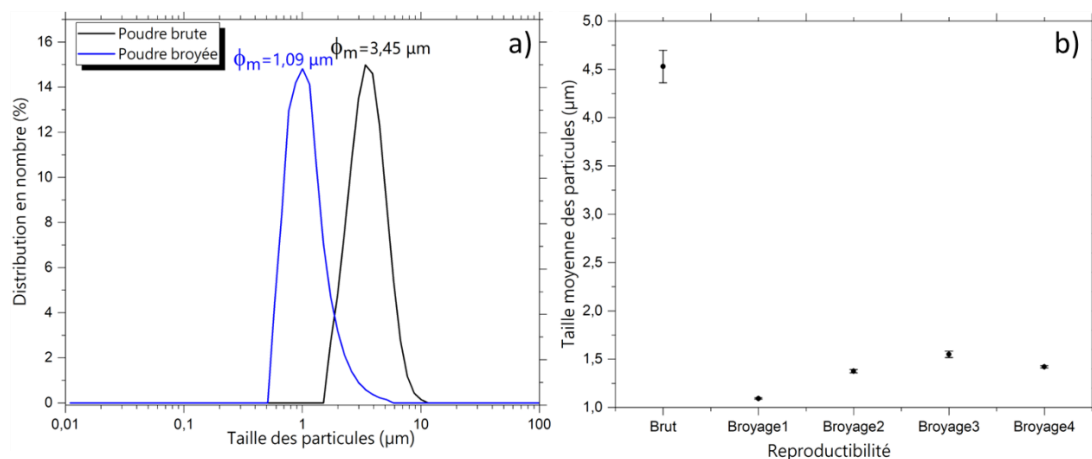 Poudre brute
Poudre broyée
a)
ϕm=1,09 µm
ϕm=3,45 µm
Distribution en nombre (%)
16
14
12
10
8
6
4
2
0
0,01
0,1
1
10
100
Taille des particules (µm)
b)
Taille moyenne des particules (µm)
5,0
4,5
4,0
3,5
3,0
2,5
2,0
1,5
1,0
Brut
Broyage1
Broyage2
Broyage3
Broyage4
Reproductibilité